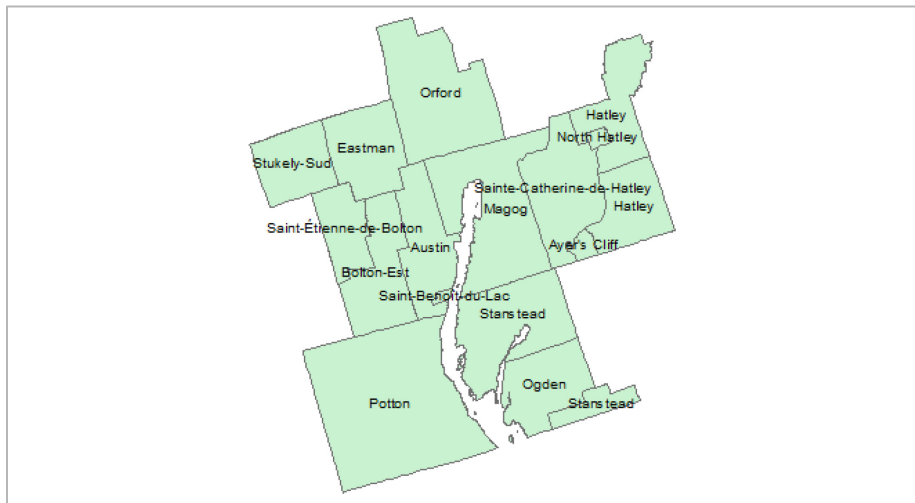 Orford
Hatley
North Hatley
Eastman
Stukely-Sud
Sainte-Catherine-de-Hatley
Hatley
Magog
Saint-Étienne-de-Bolton
Austin
Ayer's Cliff
Bolton-Est
Saint-Benoît-du-Lac
Stanstead
Ogden
Potton
Stanstead